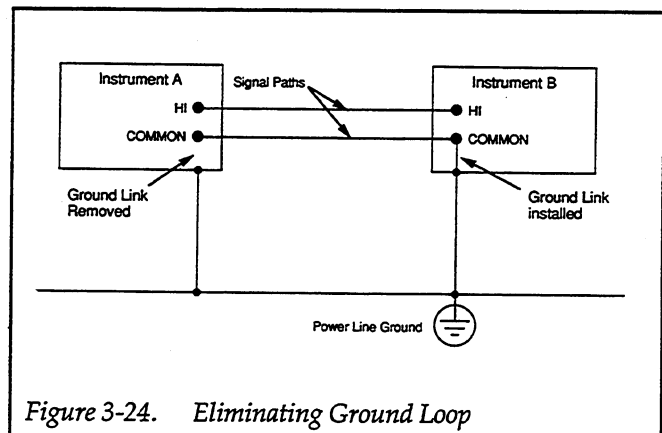 Instrument A
Signal Paths
Instrument B
HI
HI
COMMON
COMMON
Ground Link
Removed
Ground Link
installed
Power Line Ground
Figure 3-24. Eliminating Ground Loop